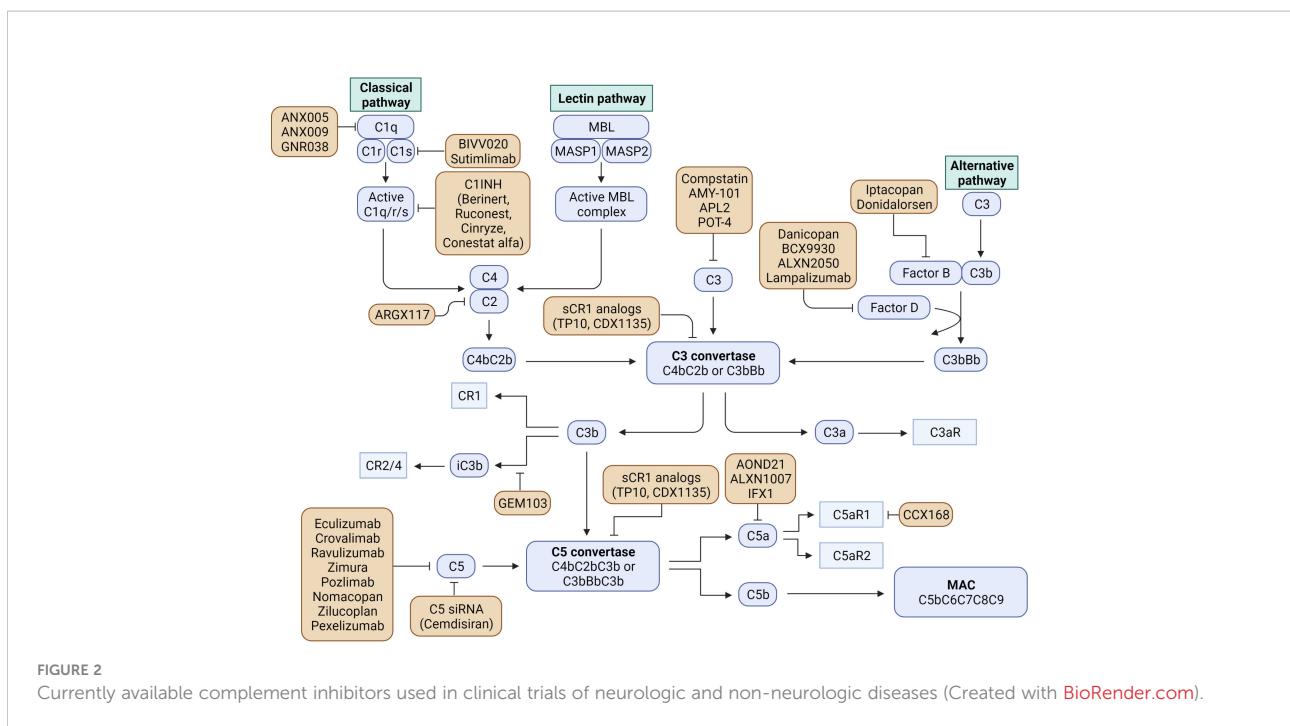 Classical
pathway
Lectin pathway
ANX005
ANX009
GNR038
C1q
C1r
C1s
BIVV020
Sutimlimab
MBL
MASP1
MASP2
Active
C1q/r/s
C1INH
(Berinert,
Ruconest,
Cinryze,
Conestat alfa)
Active MBL
complex
Compstatin
AMY-101
APL2
POT-4
Alternative
pathway
Iptacopan
Donidalorsen
C3
Danicopan
BCX9930
ALXN2050
Lampalizumab
Factor B
C3b
C4
C2
C3
ARGX117
sCR1 analogs
(TP10, CDX1135)
Factor D
C4bC2b
C3 convertase
C4bC2b or C3bBb
C3bBb
CR1
C3b
C3a
C3aR
CR2/4
iC3b
GEM103
sCR1 analogs
(TP10, CDX1135)
AOND21
ALXN1007
IFX1
C5aR1
CCX168
C5a
C5aR2
Eculizumab
Crovalimab
Ravulizumab
Zimura
Pozlimab
Nomacopan
Zilucoplan
Pexelizumab
C5
C5 siRNA
(Cemdisiran)
C5 convertase
C4bC2bC3b or
C3bBbC3b
C5b
MAC
C5bC6C7C8C9
FIGURE 2
Currently available complement inhibitors used in clinical trials of neurologic and non-neurologic diseases (Created with BioRender.com).